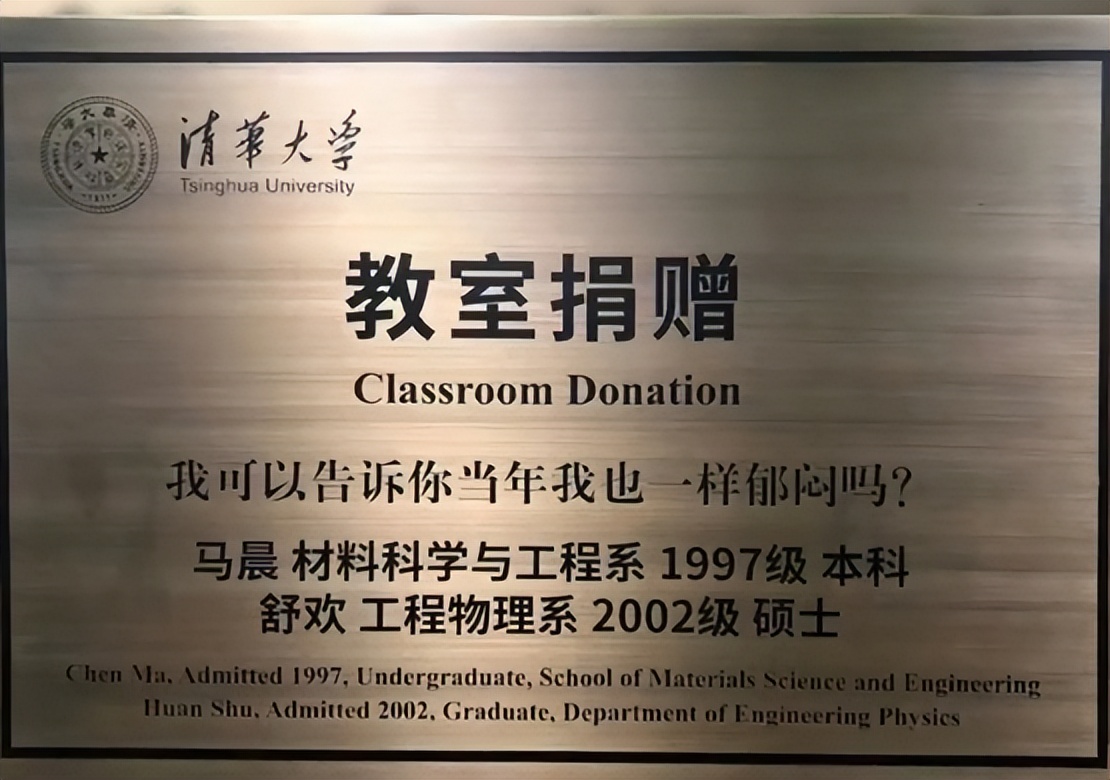 清华大学
Tsinghua University
教室捐赠
Classroom Donation
我可以告诉你当年我也一样郁闷吗？
马晨 材料科学与工程系 1997级 本科
舒欢 工程物理系 2002级 硕士
Chen Ma, Admitted 1997, Undergraduate, School of Materials Science and Engineering
Huan Shu, Admitted 2002, Graduate, Department of Engineering Physics